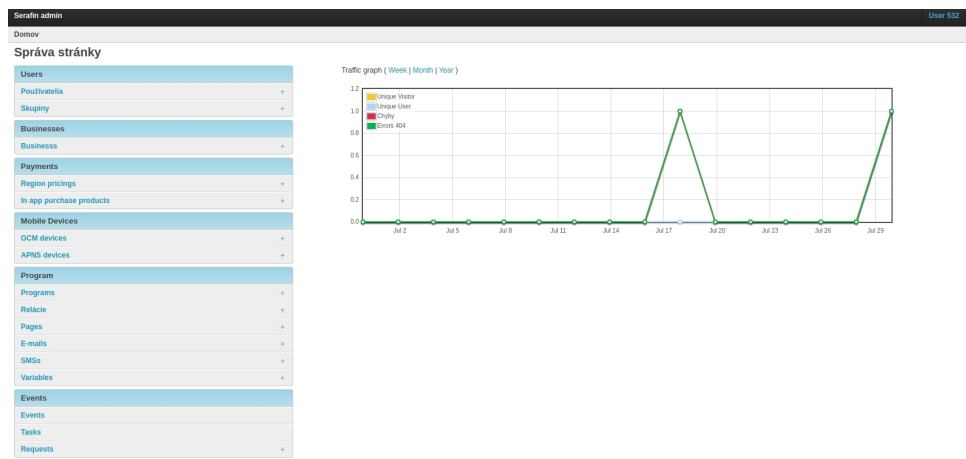 Serafin admin
User 532
Domov
Správa stránky
Users
Používatelia +
Skupiny +
Businesses
Businesss +
Payments
Region pricings +
In app purchase products +
Mobile Devices
GCM devices +
APNS devices +
Program
Programs +
Relácie +
Pages +
E-mails +
SMSs +
Variables +
Events
Events
Tasks
Requests +
Traffic graph ( Week | Month | Year )
1.2
1.0
0.8
0.6
0.4
0.2
0.0
Unique Visitor
Unique User
Chyby
Errors 404
Jul 2 Jul 5 Jul 8 Jul 11 Jul 14 Jul 17 Jul 20 Jul 23 Jul 26 Jul 29